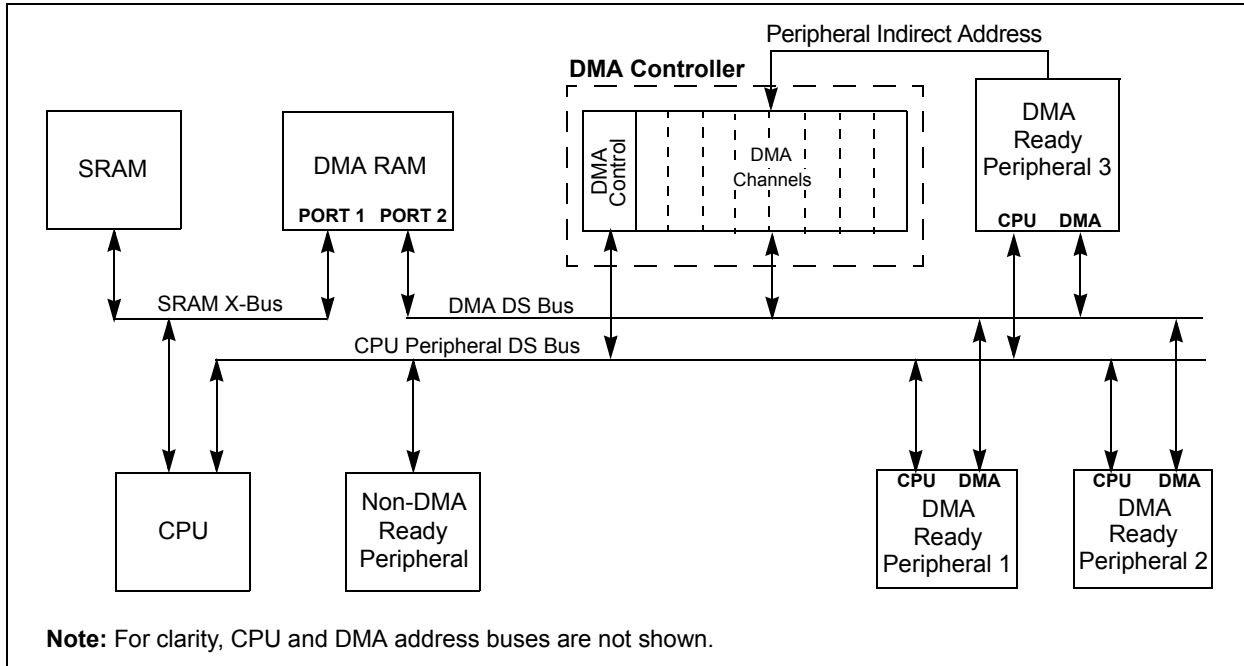 Peripheral Indirect Address
DMA Controller
SRAM
DMA RAM
PORT 1 PORT 2
DMA
Control
DMA
Channels
DMA
Ready
Peripheral 3
CPU DMA
SRAM X-Bus
DMA DS Bus
CPU Peripheral DS Bus
CPU
Non-DMA
Ready
Peripheral
CPU DMA
DMA
Ready
Peripheral 1
CPU DMA
DMA
Ready
Peripheral 2
Note: For clarity, CPU and DMA address buses are not shown.